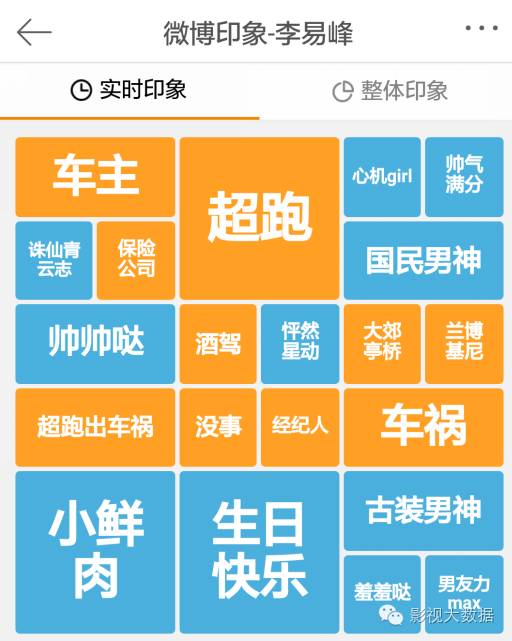 微博印象-李易峰
实时印象
整体印象
车主
超跑
心机girl
帅气
满分
诛仙青
云志
保险
公司
国民男神
帅帅哒
酒驾
怦然
星动
大郊
亭桥
兰博
基尼
超跑出车祸
没事
经纪人
车祸
小鲜
肉
生日
快乐
古装男神
羞羞哒
男友力
max
影视大数据